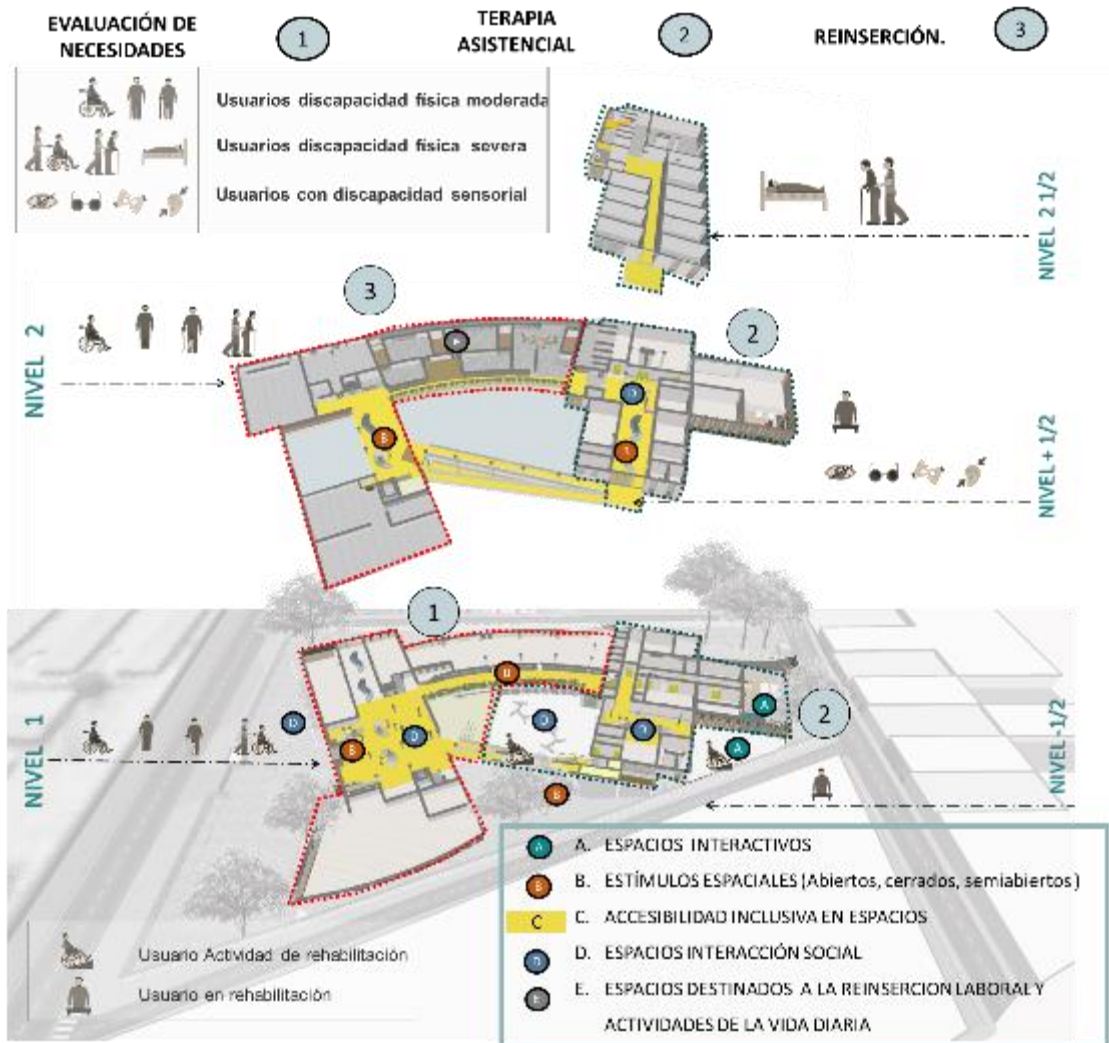 EVALUACIÓN DE
NECESIDADES
1
TERAPIA
ASISTENCIAL
2
REINSERCIÓN.
3
Usuarios discapacidad física moderada
Usuarios discapacidad física severa
Usuarios con discapacidad sensorial
NIVEL 2 1/2
3
2
NIVEL 2
E
D
B
B
NIVEL+ 1/2
1
B
D
D
A
2
NIVEL 1
D
B
D
A
B
NIVEL-1/2
A A. ESPACIOS INTERACTIVOS
B B. ESTÍMULOS ESPACIALES (Abiertos, cerrados, semiabiertos)
C C. ACCESIBILIDAD INCLUSIVA EN ESPACIOS
D D. ESPACIOS INTERACCIÓN SOCIAL
E E. ESPACIOS DESTINADOS A LA REINSERCION LABORAL Y
ACTIVIDADES DE LA VIDA DIARIA
Usuario Actividad de rehabilitación
Usuario en rehabilitación